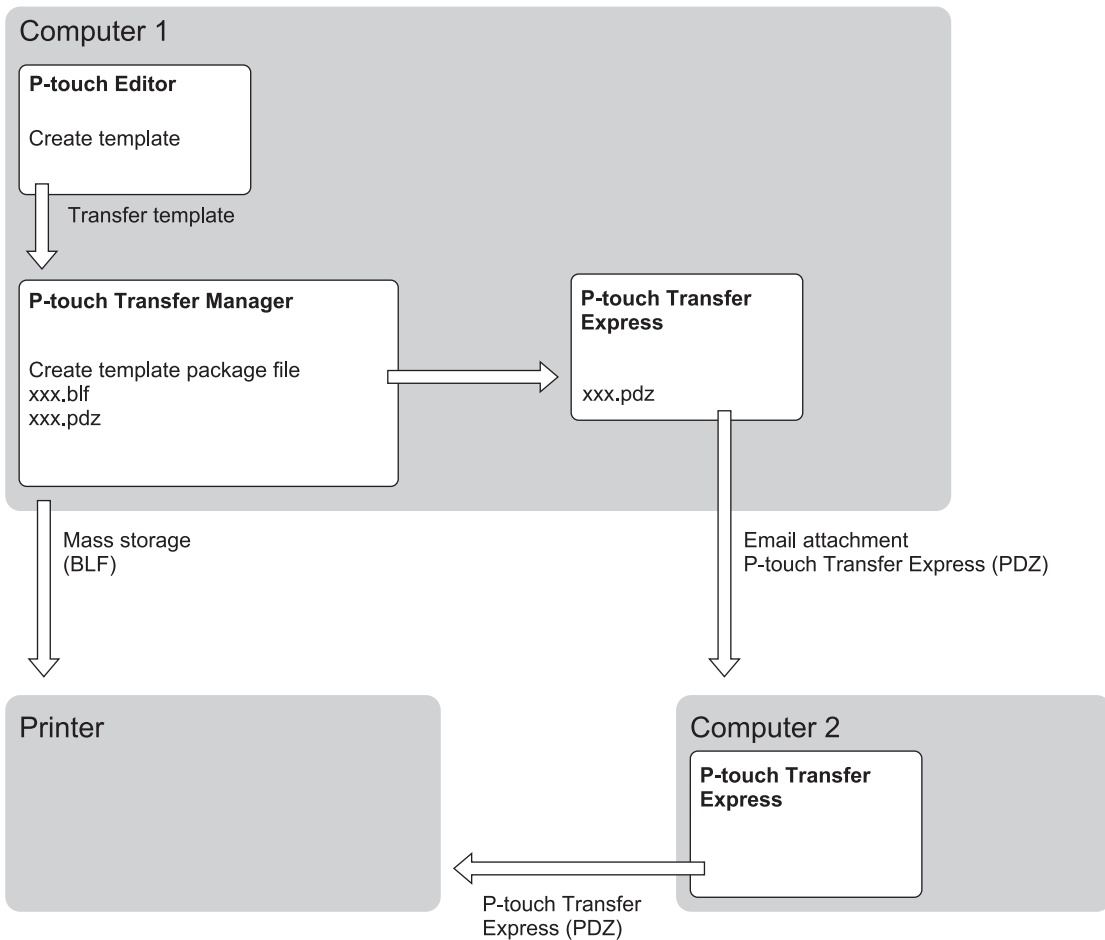 Computer 1
P-touch Editor
Create template
Transfer template
P-touch Transfer Manager
Create template package file
xxx.blf
xxx.pdz
P-touch Transfer
Express
xxx.pdz
Mass storage
(BLF)
Email attachment
P-touch Transfer Express (PDZ)
Printer
Computer 2
P-touch Transfer
Express
P-touch Transfer
Express (PDZ)